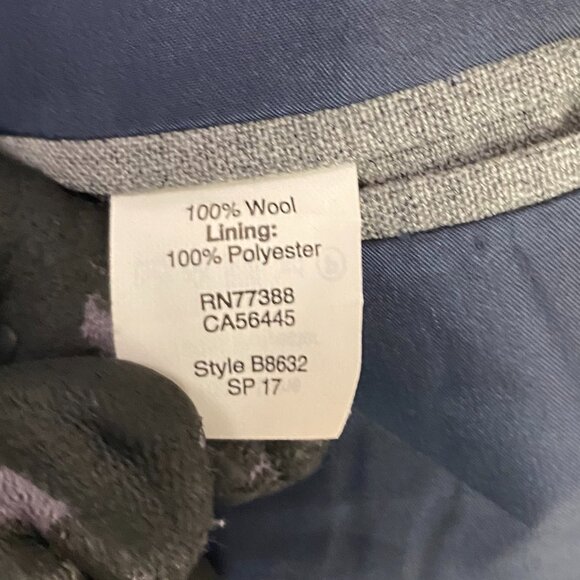 100% Wool
Lining:
100% Polyester
RN77388
CA56445
Style B8632
SP 17